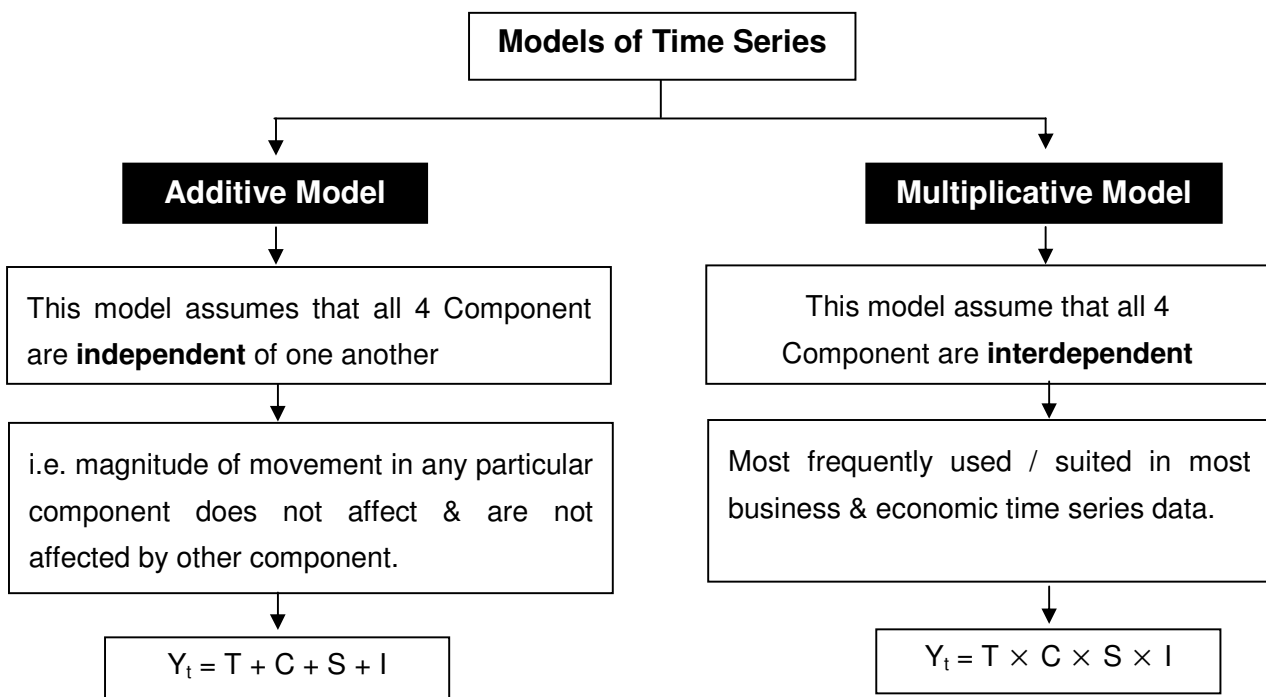 Models of Time Series
Additive Model
This model assumes that all 4 Component
are independent of one another
i.e. magnitude of movement in any particular
component does not affect & are not
affected by other component.
Yₜ = T + C + S + I
Multiplicative Model
This model assume that all 4
Component are interdependent
Most frequently used / suited in most
business & economic time series data.
Yₜ = T × C × S × I